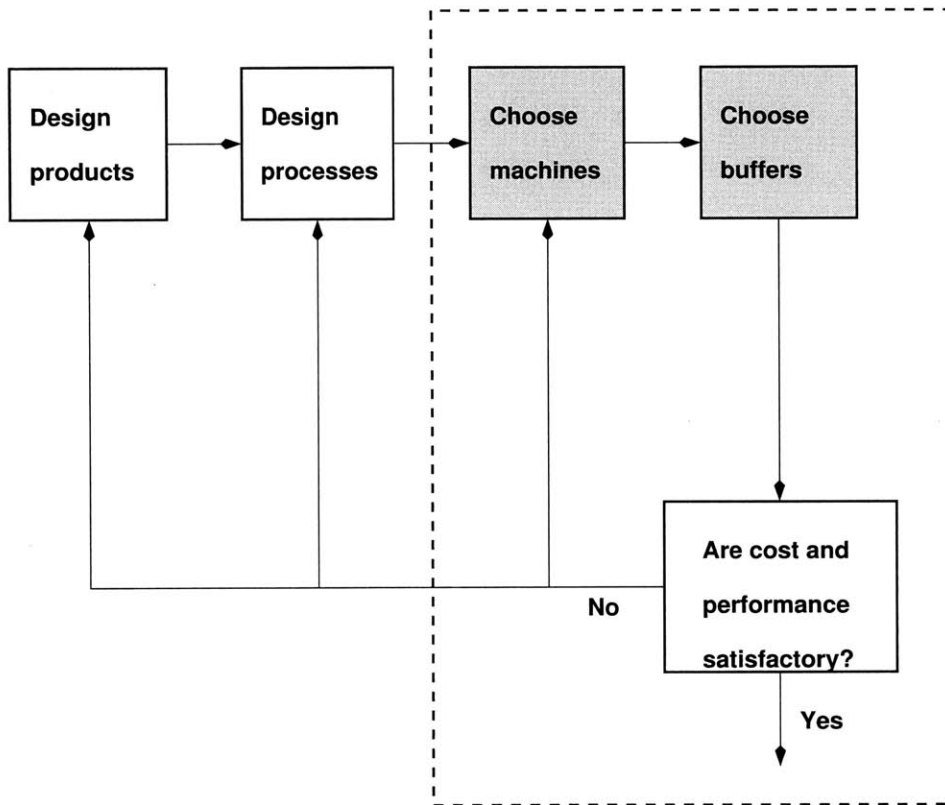 Design
products
Design
processes
Choose
machines
Choose
buffers
Are cost and
performance
satisfactory?
No
Yes